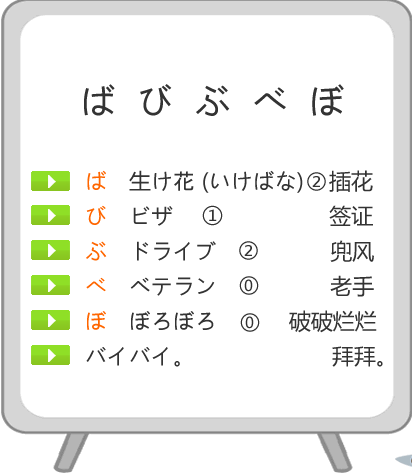 ば び ぶ べ ぼ
ば 生け花 (いけばな)②插花
び ビザ ① 签证
ぶ ドライブ ② 兜风
べ ベテラン ⓪ 老手
ぼ ぼろぼろ ⓪ 破破烂烂
バイバイ。 拜拜。